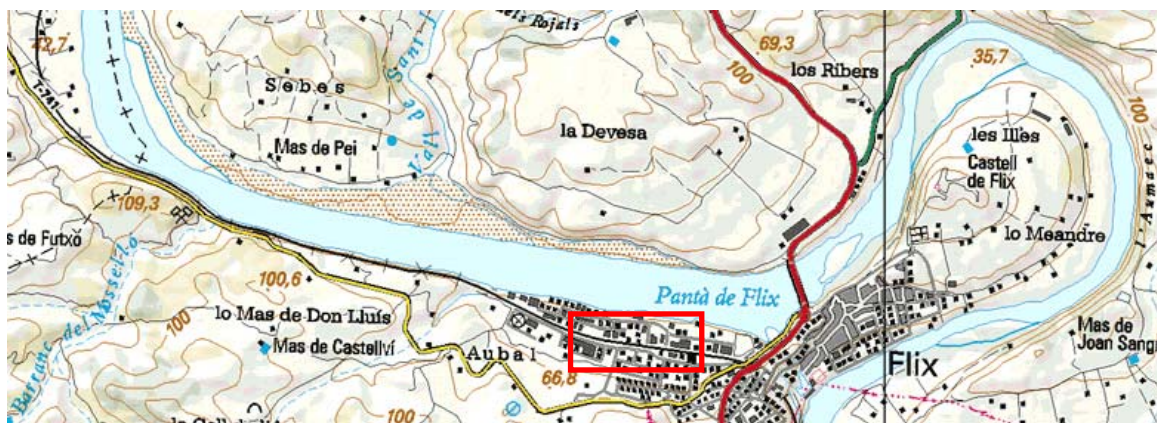 42,7
T-741
Sebes
Mas de Pei
Vall de Sant
els Rojals
la Devesa
69,3
100
los Ribers
35,7
les Illes
Castell
de Flix
lo Meandre
100
109,3
s de Futxó
Barranc del Mosselló
100
100,6
lo Mas de Don Lluís
Mas de Castellví
Aubal
66,8
100
Pantà de Flix
Flix
Mas de
Joan Sang